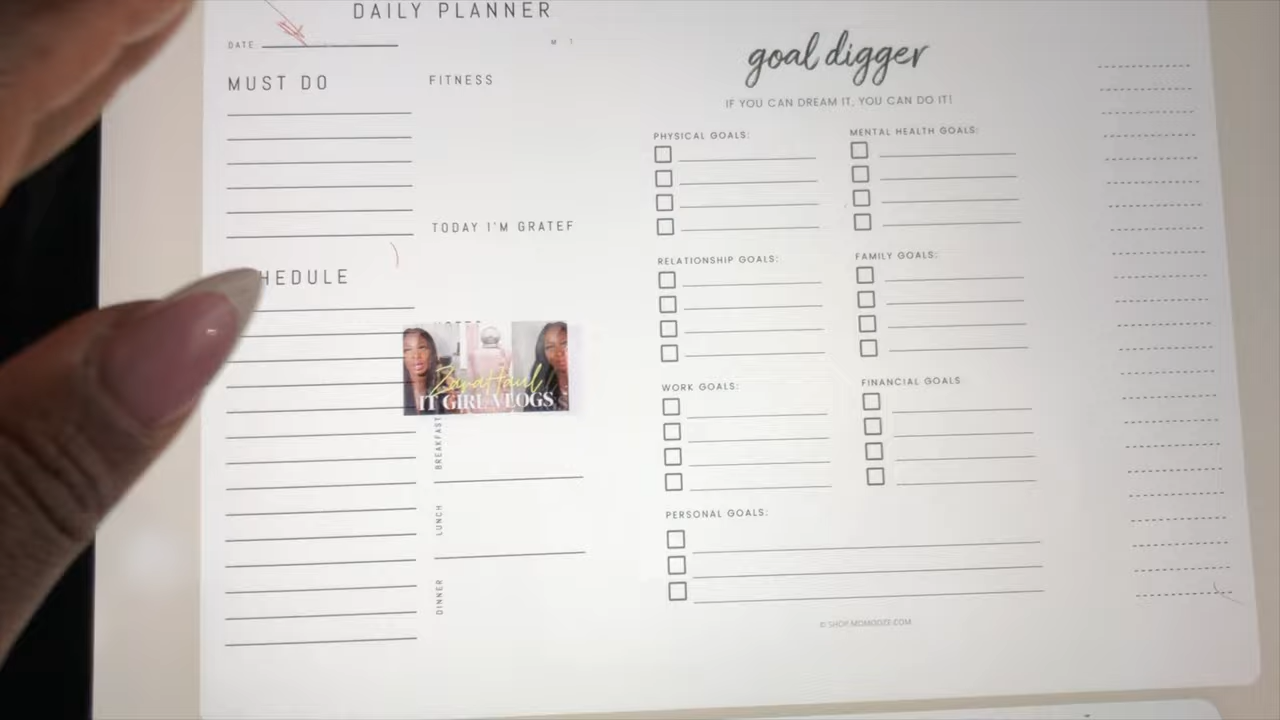 DAILY PLANNER
DATE
M T
MUST DO
FITNESS
TODAY I'M GRATEF
HEDULE
Zara Haul
IT GIRL VLOGS
BREAKFAST
LUNCH
DINNER
goal digger
IF YOU CAN DREAM IT, YOU CAN DO IT!
PHYSICAL GOALS:
MENTAL HEALTH GOALS:
RELATIONSHIP GOALS:
FAMILY GOALS:
WORK GOALS:
FINANCIAL GOALS
PERSONAL GOALS: